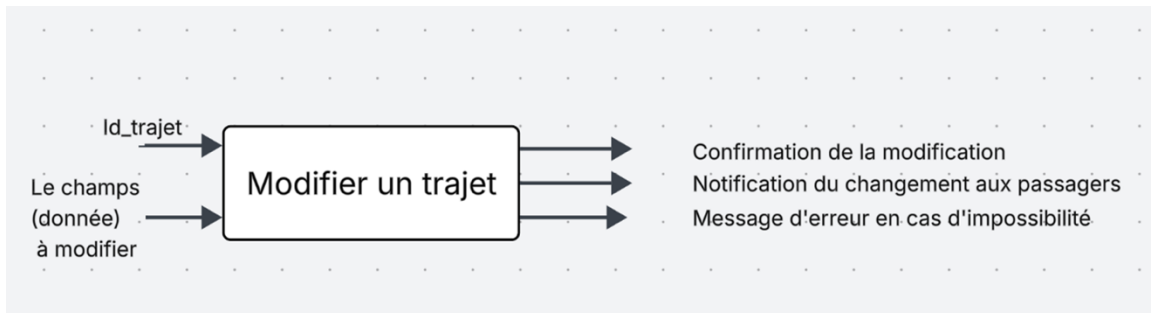 Id_trajet
Le champs
(donnée)
à modifier
Modifier un trajet
Confirmation de la modification
Notification du changement aux passagers
Message d'erreur en cas d'impossibilité